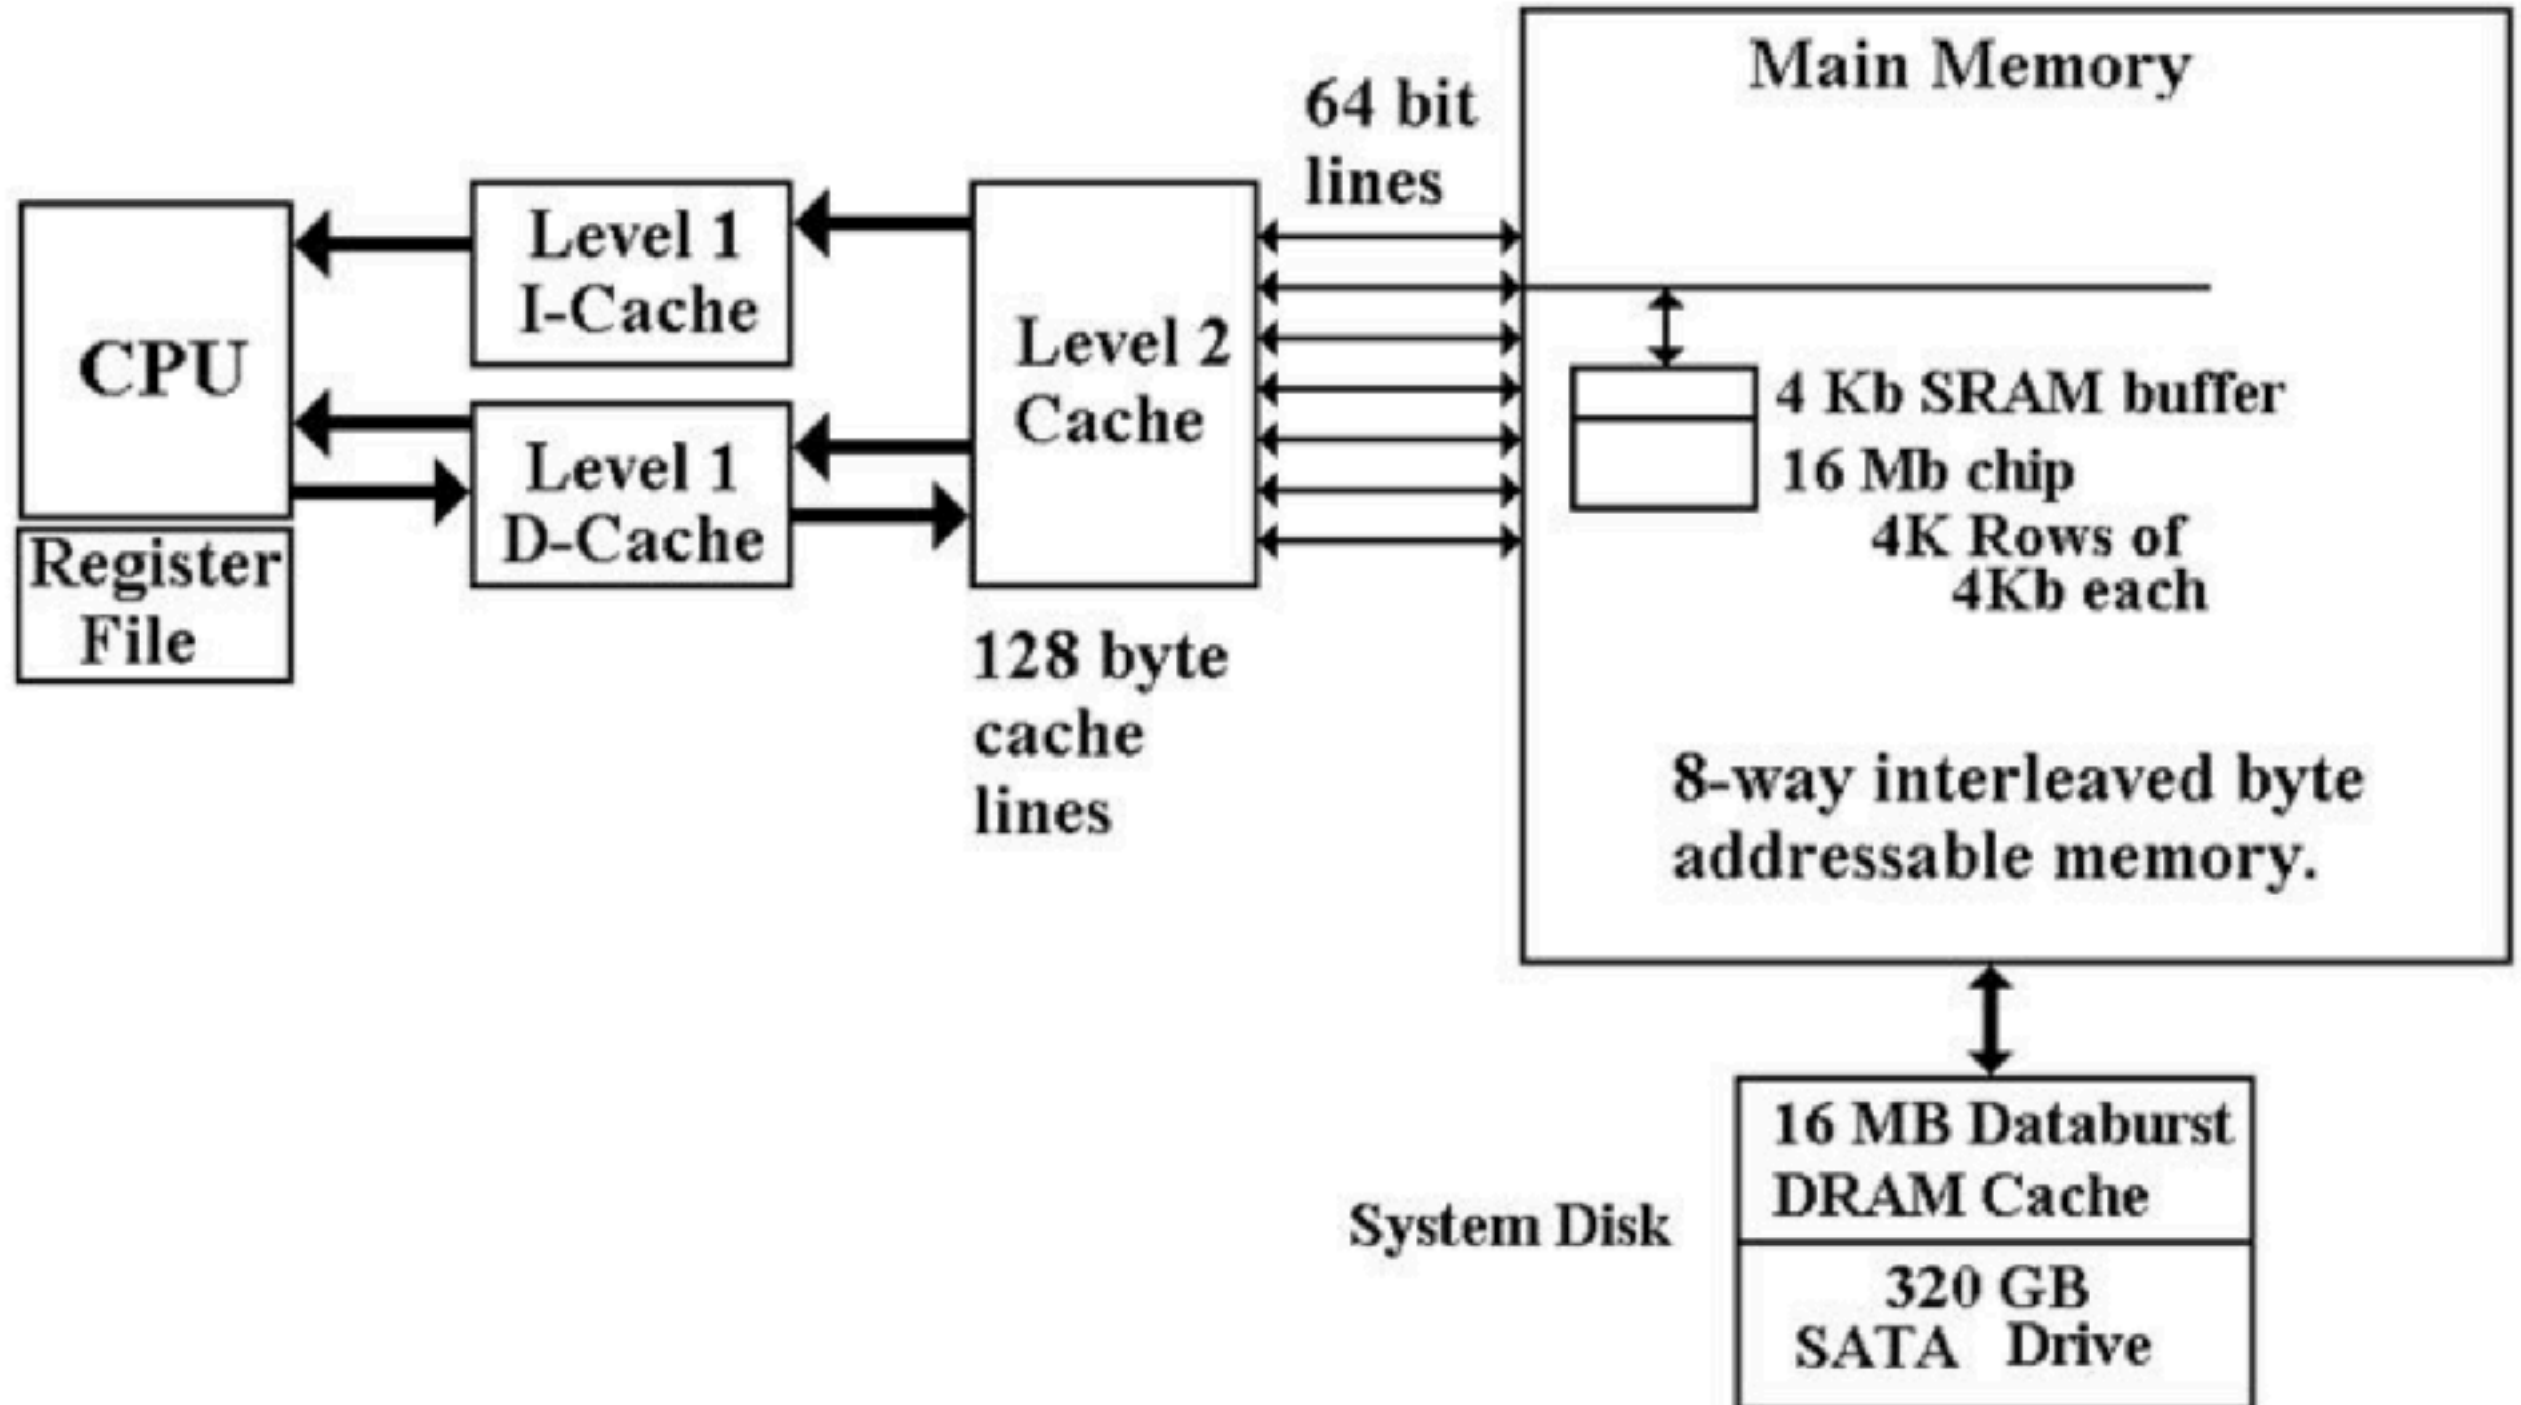 Main Memory
64 bit
lines
Level 1
I-Cache
CPU
Level 2
Cache
4 Kb SRAM buffer
16 Mb chip
4K Rows of
4Kb each
Level 1
D-Cache
Register
File
128 byte
cache
lines
8-way interleaved byte
addressable memory.
16 MB Databurst
DRAM Cache
System Disk
320 GB
SATA Drive